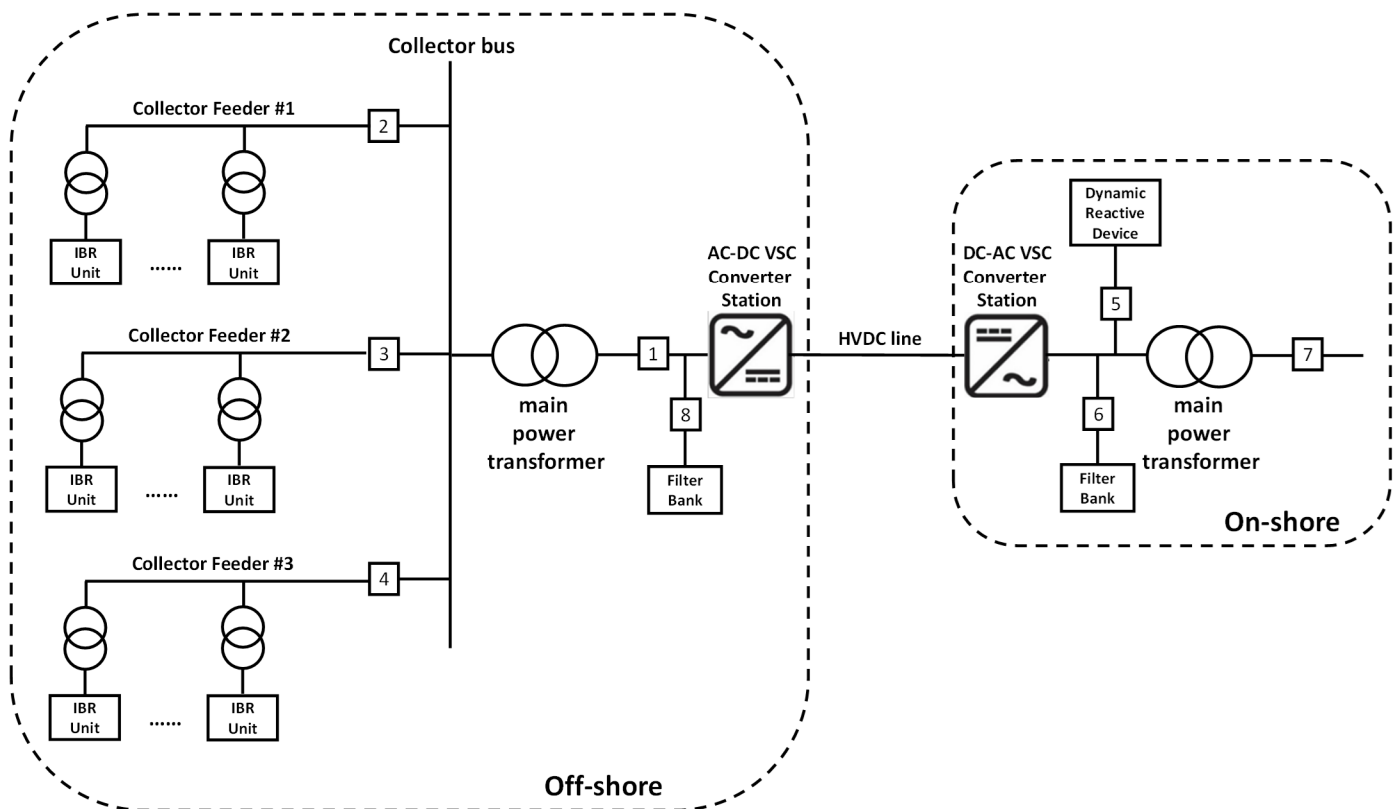 Collector bus
Collector Feeder #1
2
IBR
Unit
......
IBR
Unit
Collector Feeder #2
3
IBR
Unit
......
IBR
Unit
Collector Feeder #3
4
IBR
Unit
......
IBR
Unit
main
power
transformer
1
8
Filter
Bank
AC-DC VSC
Converter
Station
Off-shore
HVDC line
DC-AC VSC
Converter
Station
Dynamic
Reactive
Device
5
6
Filter
Bank
main
power
transformer
7
On-shore